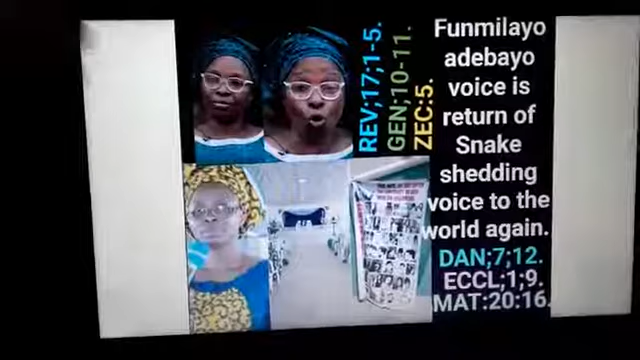 REV;17;1-5.
GEN;10-11.
ZEC:5.
Funmilayo
adebayo
voice is
return of
Snake
shedding
voice to the
world again.
DAN;7;12.
ECCL;1;9.
MAT:20:16.